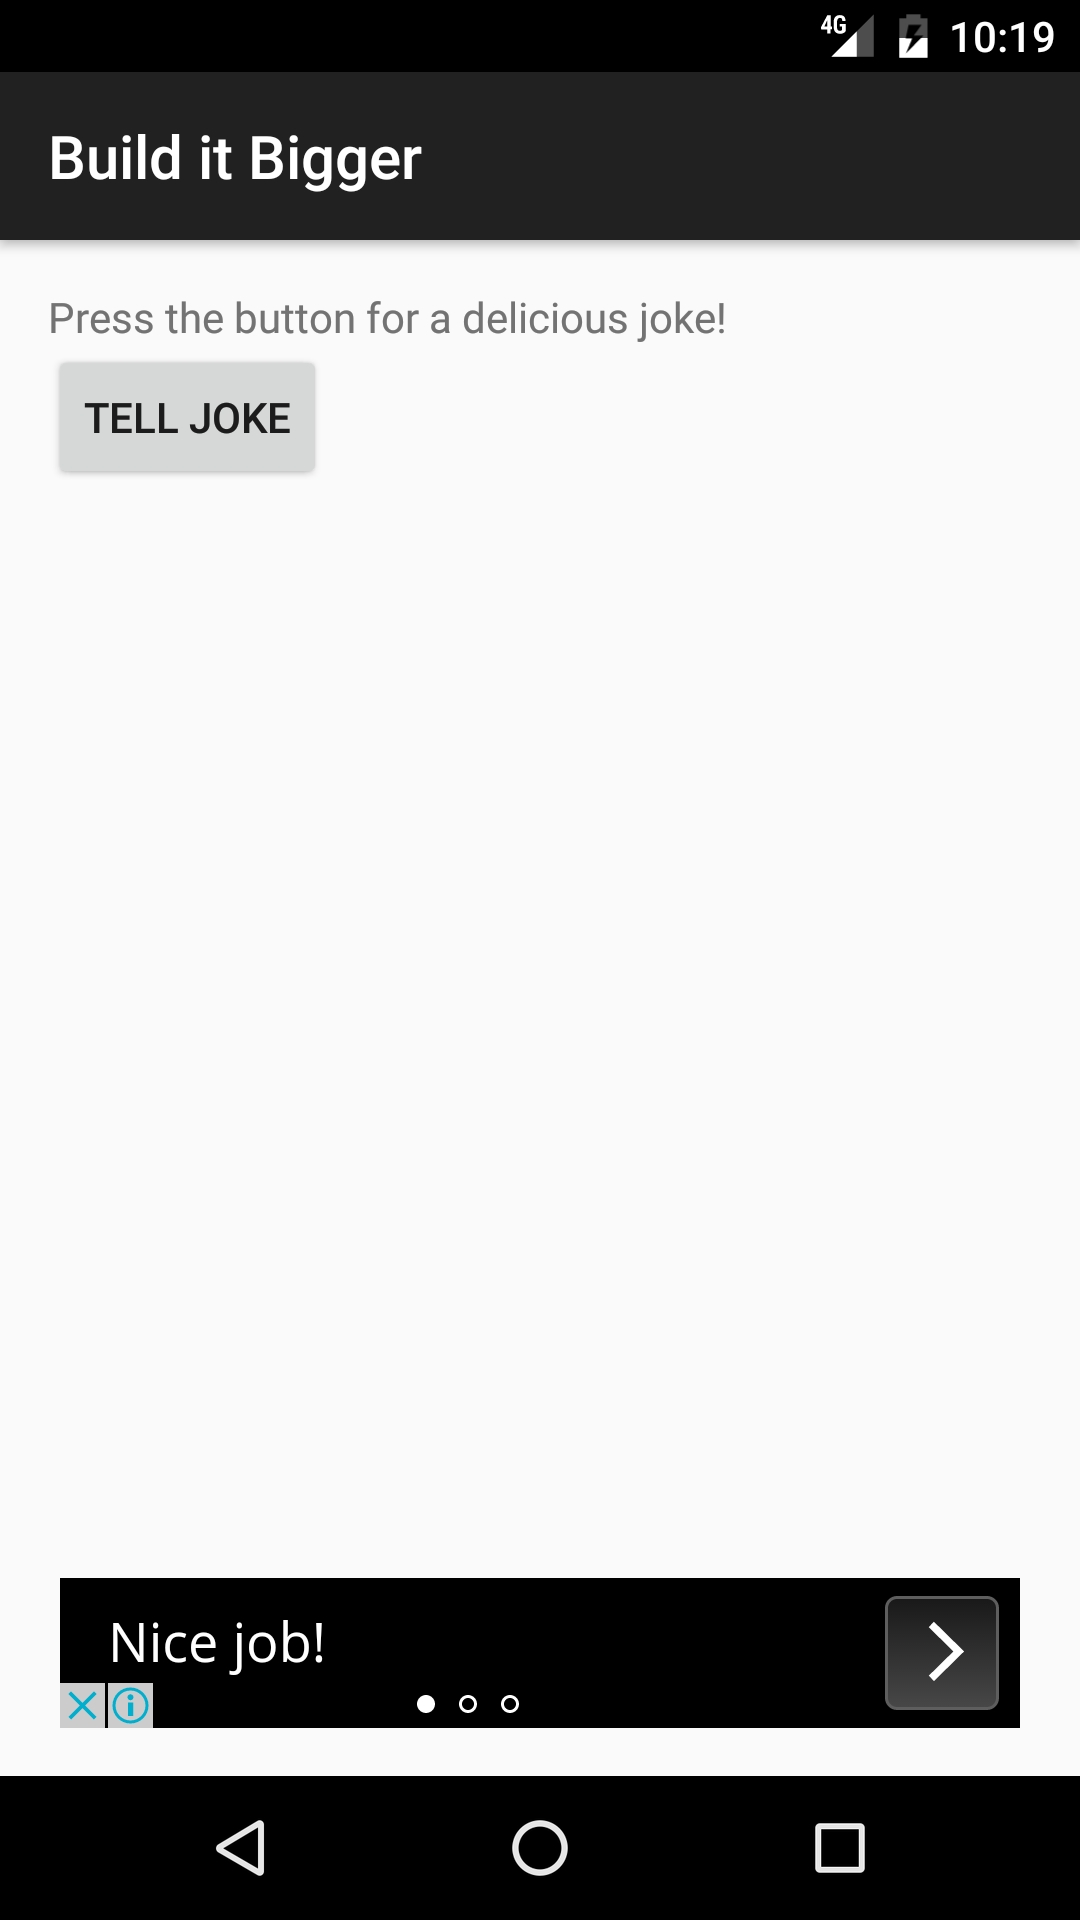 4G 10:19
Build it Bigger
Press the button for a delicious joke!
TELL JOKE
Nice job!